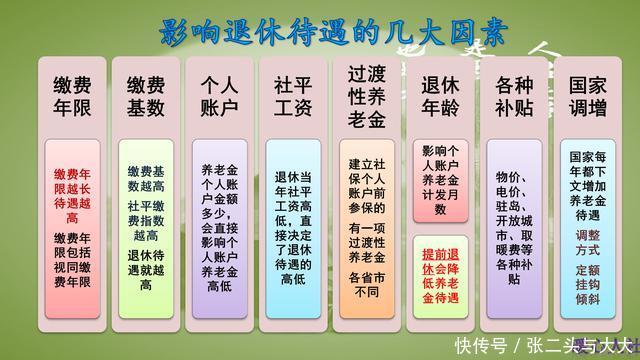 影响退休待遇的几大因素
缴费
年限
缴费年
限越长
待遇越
高
缴费年
限包括
视同缴
费年限
缴费
基数
缴费基
数越高
社平缴
费指数
越高
退休待
遇就越
高
个人
账户
养老金
个人账
户金额
多少，
会直接
影响个
人账户
养老金
高低
社平
工资
退休当
年社平
工资高
低，直
接决定
了退休
待遇的
高低
过渡
性养
老金
建立社
保个人
账户前
参保的
有一项
过渡性
养老金
各省市
不同
退休
年龄
影响个
人账户
养老金
计发月
数
提前退
休会降
低养老
金待遇
各种
补贴
物价、
电价、
驻岛、
开放城
市、取
暖费等
各种补
贴
国家
调增
国家每
年都下
文增加
养老金
待遇
调整
方式
定额
挂钩
倾斜
快传号／张二头与大大